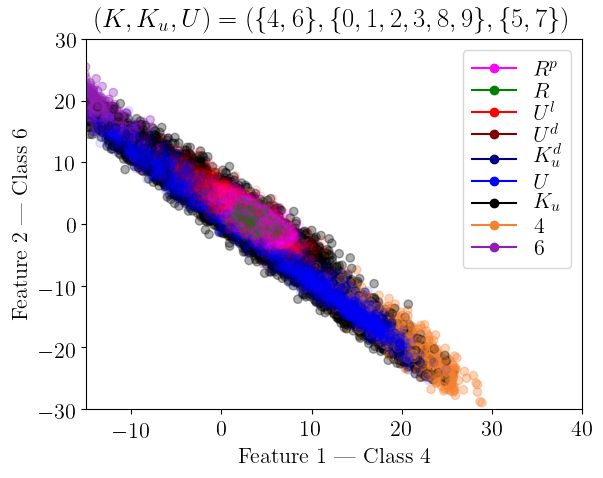 (K, K_u, U) = ({4, 6}, {0, 1, 2, 3, 8, 9}, {5, 7})
30
20
10
0
−10
−20
−30
Feature 2 — Class 6
R^p
R
U^l
U^d
K_u^d
U
K_u
4
6
−10
0
10
20
30
40
Feature 1 — Class 4